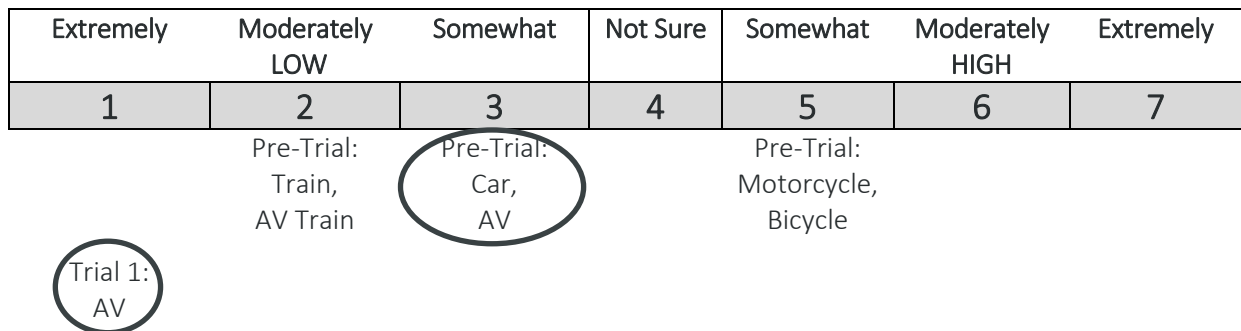 Extremely Moderately Somewhat Not Sure Somewhat Moderately Extremely
LOW HIGH
1 2 3 4 5 6 7
Pre-Trial: Pre-Trial: Pre-Trial:
Train, Car, Motorcycle,
AV Train AV Bicycle
Trial 1:
AV